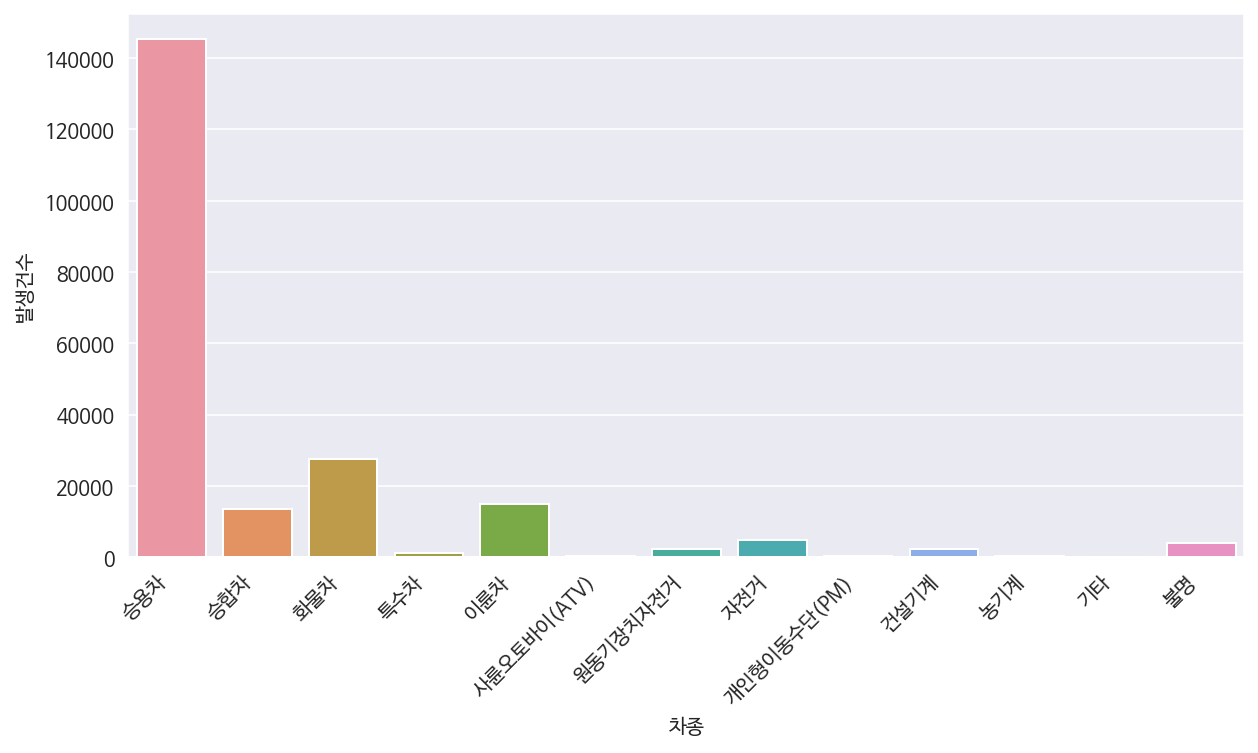 140000
120000
100000
80000
60000
40000
20000
0
발생건수
승용차
승합차
화물차
특수차
이륜차
사륜오토바이(ATV)
원동기장치자전거
자전거
개인형이동수단(PM)
건설기계
농기계
기타
불명
차종